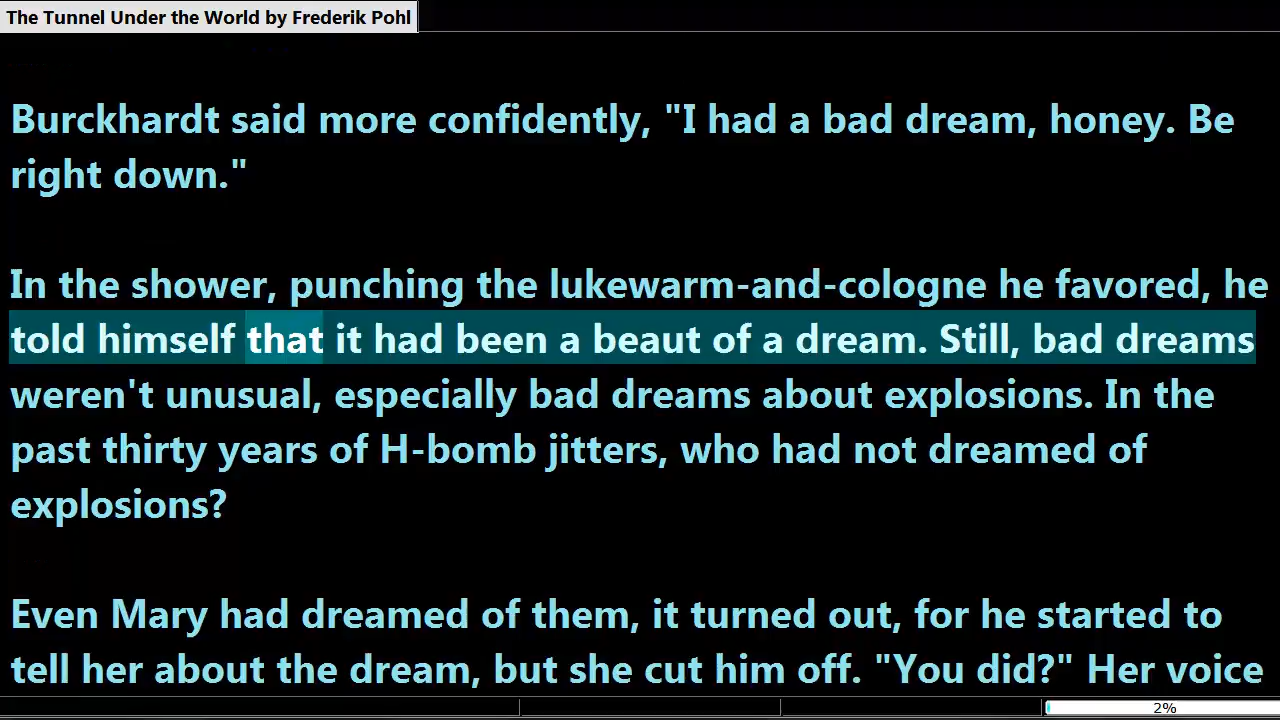 The Tunnel Under the World by Frederik Pohl
Burckhardt said more confidently, "I had a bad dream, honey. Be
right down."
In the shower, punching the lukewarm-and-cologne he favored, he
told himself that it had been a beaut of a dream. Still, bad dreams
weren't unusual, especially bad dreams about explosions. In the
past thirty years of H-bomb jitters, who had not dreamed of
explosions?
Even Mary had dreamed of them, it turned out, for he started to
tell her about the dream, but she cut him off. "You did?" Her voice
2%